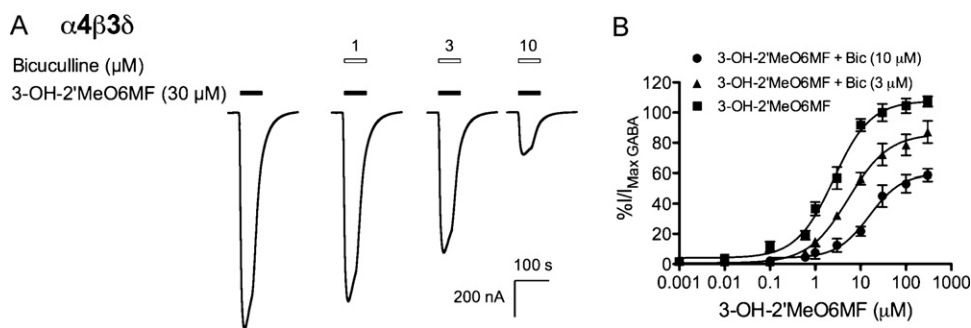 A α4β3δ
1 3 10
Bicuculline (µM)
3-OH-2'MeO6MF (30 µM)
100 s
200 nA
B
3-OH-2'MeO6MF + Bic (10 µM)
3-OH-2'MeO6MF + Bic (3 µM)
3-OH-2'MeO6MF
%I/I Max GABA
120
100
80
60
40
20
0
0.001 0.01 0.1 1 10 100 1000
3-OH-2'MeO6MF (µM)